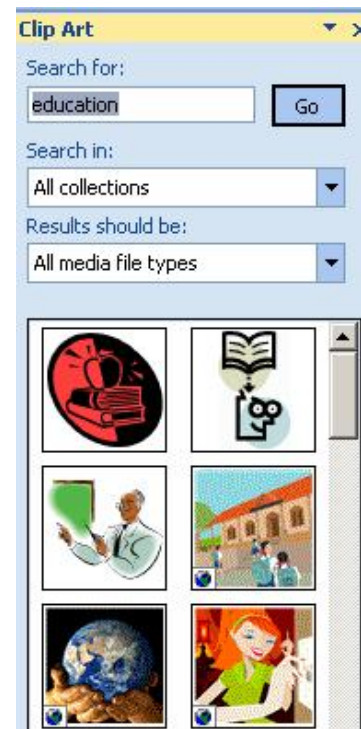 Clip Art
Search for:
education
Go
Search in:
All collections
Results should be:
All media file types